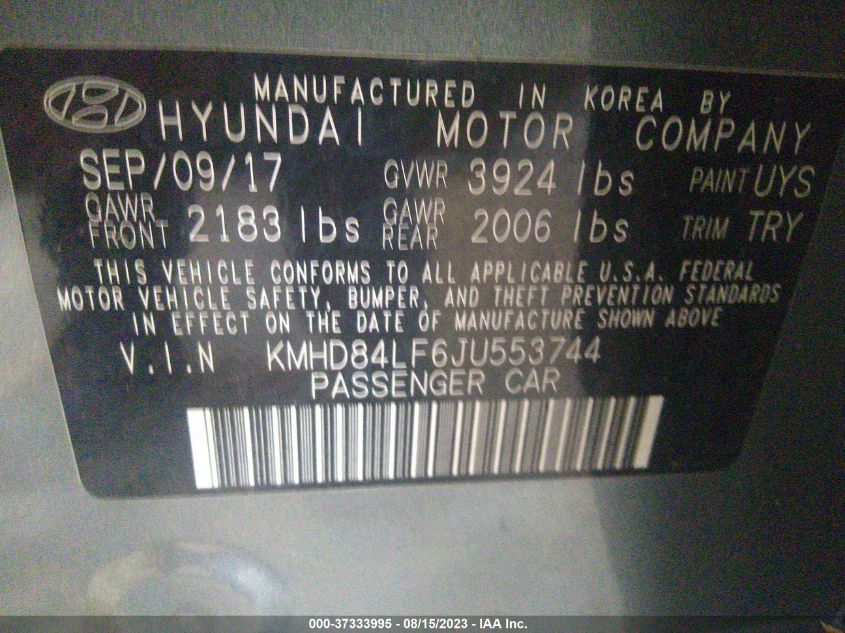 MANUFACTURED IN KOREA BY
HYUNDAI MOTOR COMPANY
SEP/09/17 GVWR 3924 lbs PAINT UYS
GAWR FRONT 2183 lbs GAWR REAR 2006 lbs TRIM TRY
THIS VEHICLE CONFORMS TO ALL APPLICABLE U.S.A. FEDERAL
MOTOR VEHICLE SAFETY, BUMPER, AND THEFT PREVENTION STANDARDS
IN EFFECT ON THE DATE OF MANUFACTURE SHOWN ABOVE
V.I.N KMHD84LF6JU553744
PASSENGER CAR
000-37333995 - 08/15/2023 - IAA Inc.